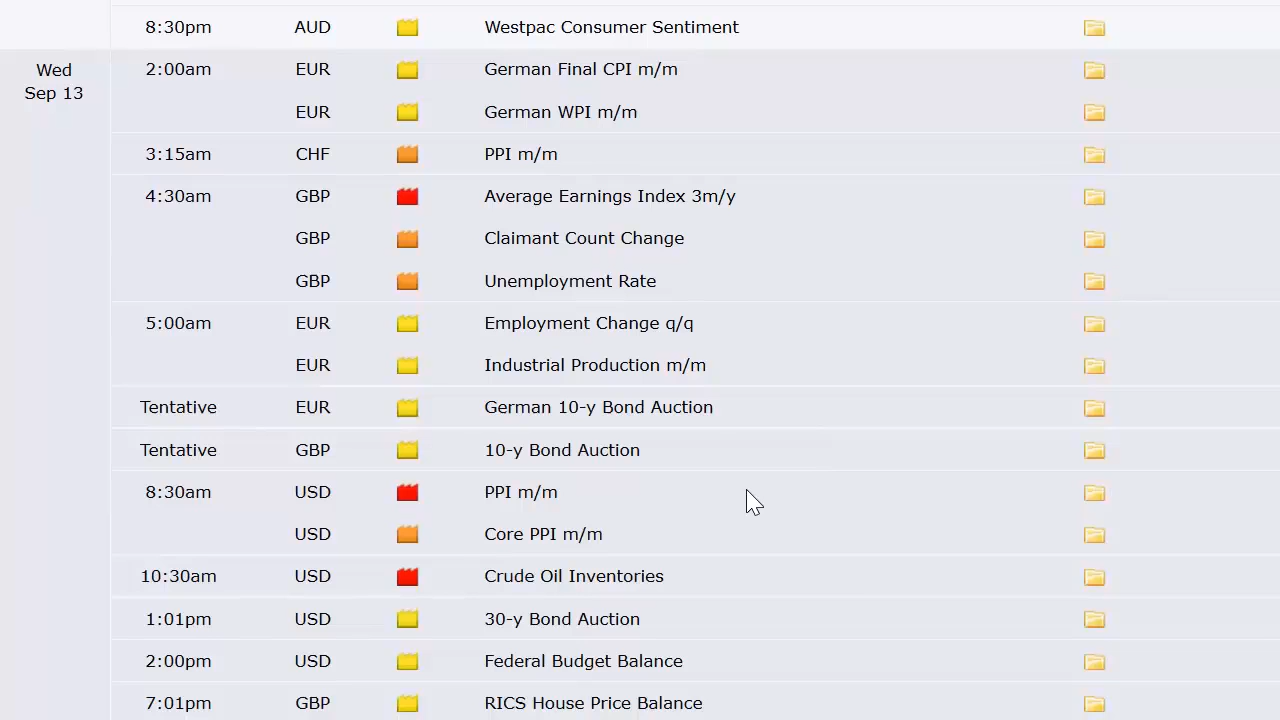 8:30pm AUD Westpac Consumer Sentiment
Wed
Sep 13
2:00am EUR German Final CPI m/m
EUR German WPI m/m
3:15am CHF PPI m/m
4:30am GBP Average Earnings Index 3m/y
GBP Claimant Count Change
GBP Unemployment Rate
5:00am EUR Employment Change q/q
EUR Industrial Production m/m
Tentative EUR German 10-y Bond Auction
Tentative GBP 10-y Bond Auction
8:30am USD PPI m/m
USD Core PPI m/m
10:30am USD Crude Oil Inventories
1:01pm USD 30-y Bond Auction
2:00pm USD Federal Budget Balance
7:01pm GBP RICS House Price Balance